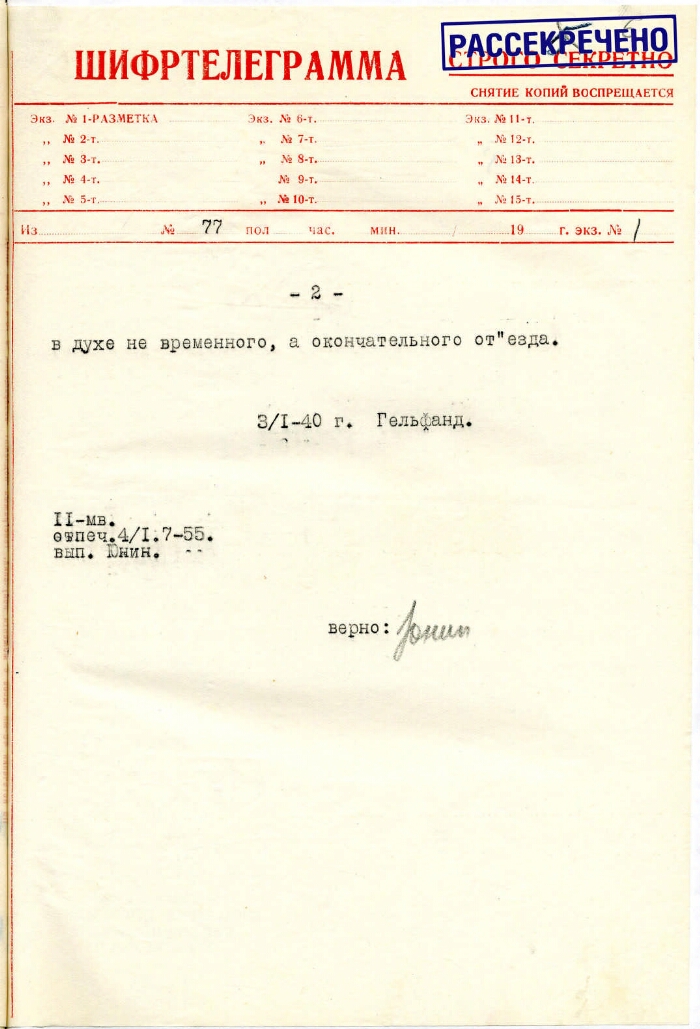 РАССЕКРЕЧЕНО
ШИФРТЕЛЕГРАММА
СТРОГО СЕКРЕТНО
СНЯТИЕ КОПИЙ ВОСПРЕЩАЕТСЯ
Экз. № 1-РАЗМЕТКА Экз. № 6-т. Экз. № 11-т.
„ № 2-т. „ № 7-т. „ № 12-т.
„ № 3-т. „ № 8-т. „ № 13-т.
„ № 4-т. № 9-т. „ № 14-т.
„ № 5-т. „ № 10-т. „ № 15-т.
Из № 77 пол час. мин. 19 г. экз. № 1
- 2 -
в духе не временного, а окончательного от"езда.
3/I-40 г. Гельфанд.
II-мв.
отпеч.4/I.7-55.
вып. Юнин.
верно: Юнин